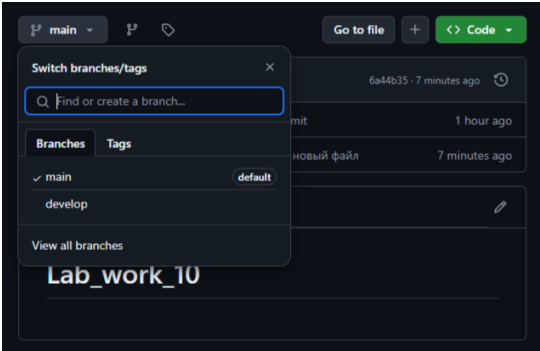 main
Go to file
Code
Switch branches/tags
6a44b35 · 7 minutes ago
Find or create a branch...
mit
1 hour ago
Branches
Tags
новый файл
7 minutes ago
main
default
develop
View all branches
Lab_work_10